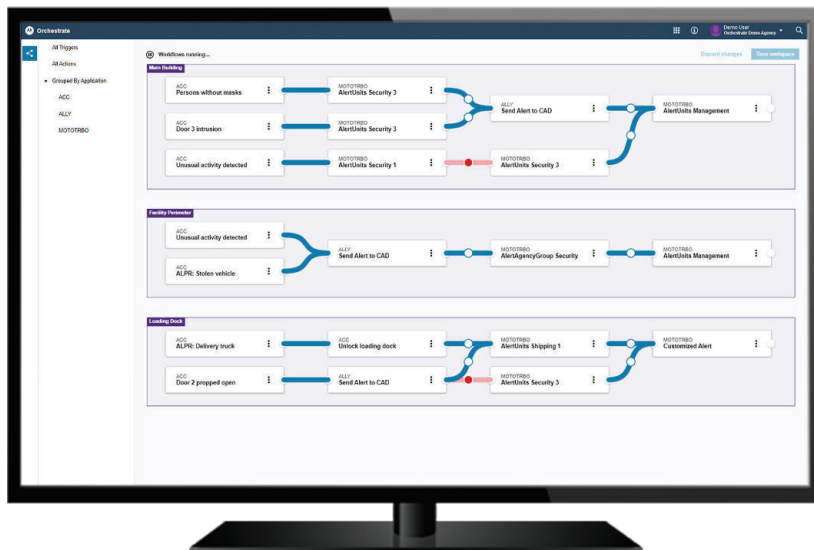 Orchestrate
Demo User
Orchestrate Demo Agency
All Triggers
All Actions
Grouped By Application
ACC
ALLY
MOTOTRBO
Workflows running...
Discard changes
Save workspace
Main Building
ACC
Persons without masks
MOTOTRBO
AlertUnits Security 3
ALLY
Send Alert to CAD
MOTOTRBO
AlertUnits Management
ACC
Door 3 intrusion
MOTOTRBO
AlertUnits Security 3
ACC
Unusual activity detected
MOTOTRBO
AlertUnits Security 1
MOTOTRBO
AlertUnits Security 3
Facility Perimeter
ACC
Unusual activity detected
ALLY
Send Alert to CAD
MOTOTRBO
AlertAgencyGroup Security
MOTOTRBO
AlertUnits Management
ACC
ALPR: Stolen vehicle
Loading Dock
ACC
ALPR: Delivery truck
ACC
Unlock loading dock
MOTOTRBO
AlertUnits Shipping 1
MOTOTRBO
Customized Alert
ACC
Door 2 propped open
ALLY
Send Alert to CAD
MOTOTRBO
AlertUnits Security 3